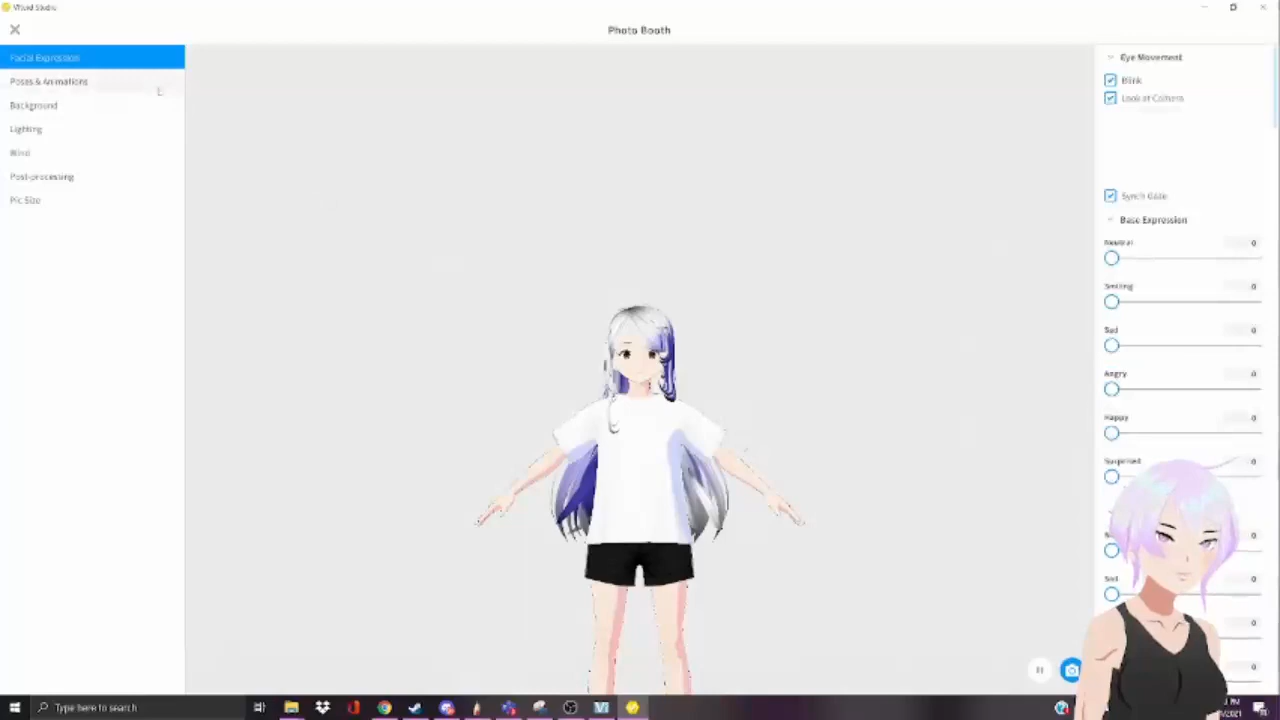 VRoid Studio
Photo Booth
Facial Expression
Poses & Animations
Background
Lighting
Wind
Post-processing
Pic Size
Eye Movement
Blink
Look at Camera
Synch Gaze
Base Expression
Neutral 0
Smiling 0
Sad 0
Angry 0
Happy 0
Surprised 0
0
Sad 0
0
0
Type here to search